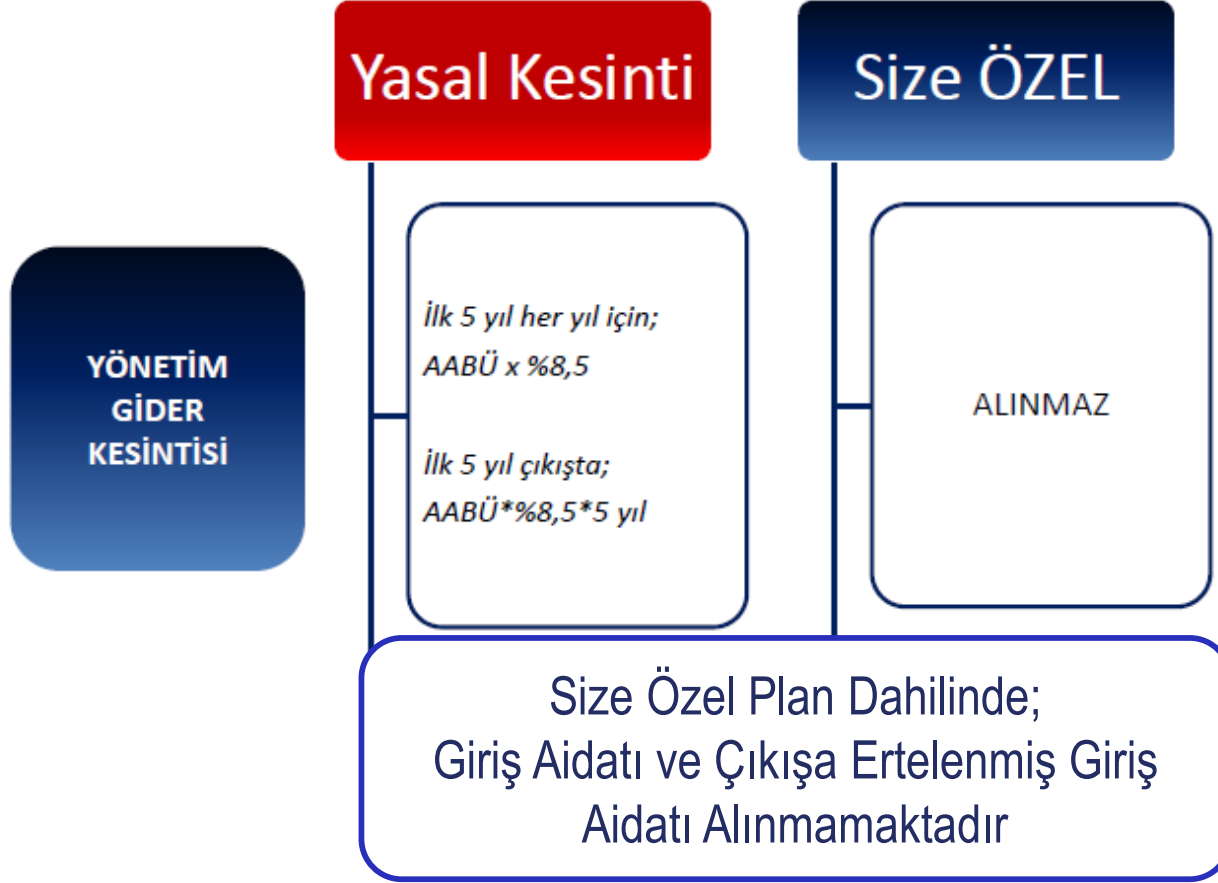 Yasal Kesinti
Size ÖZEL
YÖNETİM
GİDER
KESİNTİSİ
İlk 5 yıl her yıl için;
AABÜ x %8,5
İlk 5 yıl çıkışta;
AABÜ*%8,5*5 yıl
ALINMAZ
Size Özel Plan Dahilinde;
Giriş Aidatı ve Çıkışa Ertelenmiş Giriş
Aidatı Alınmamaktadır